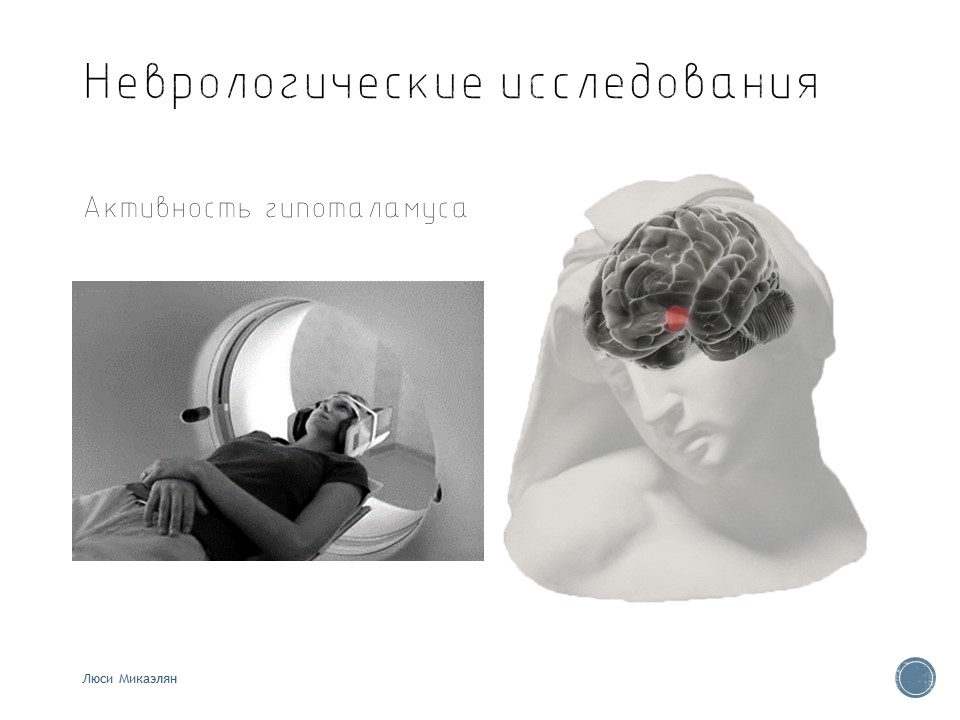 Неврологические исследования
Активность гипоталамуса
Люси Микаэлян